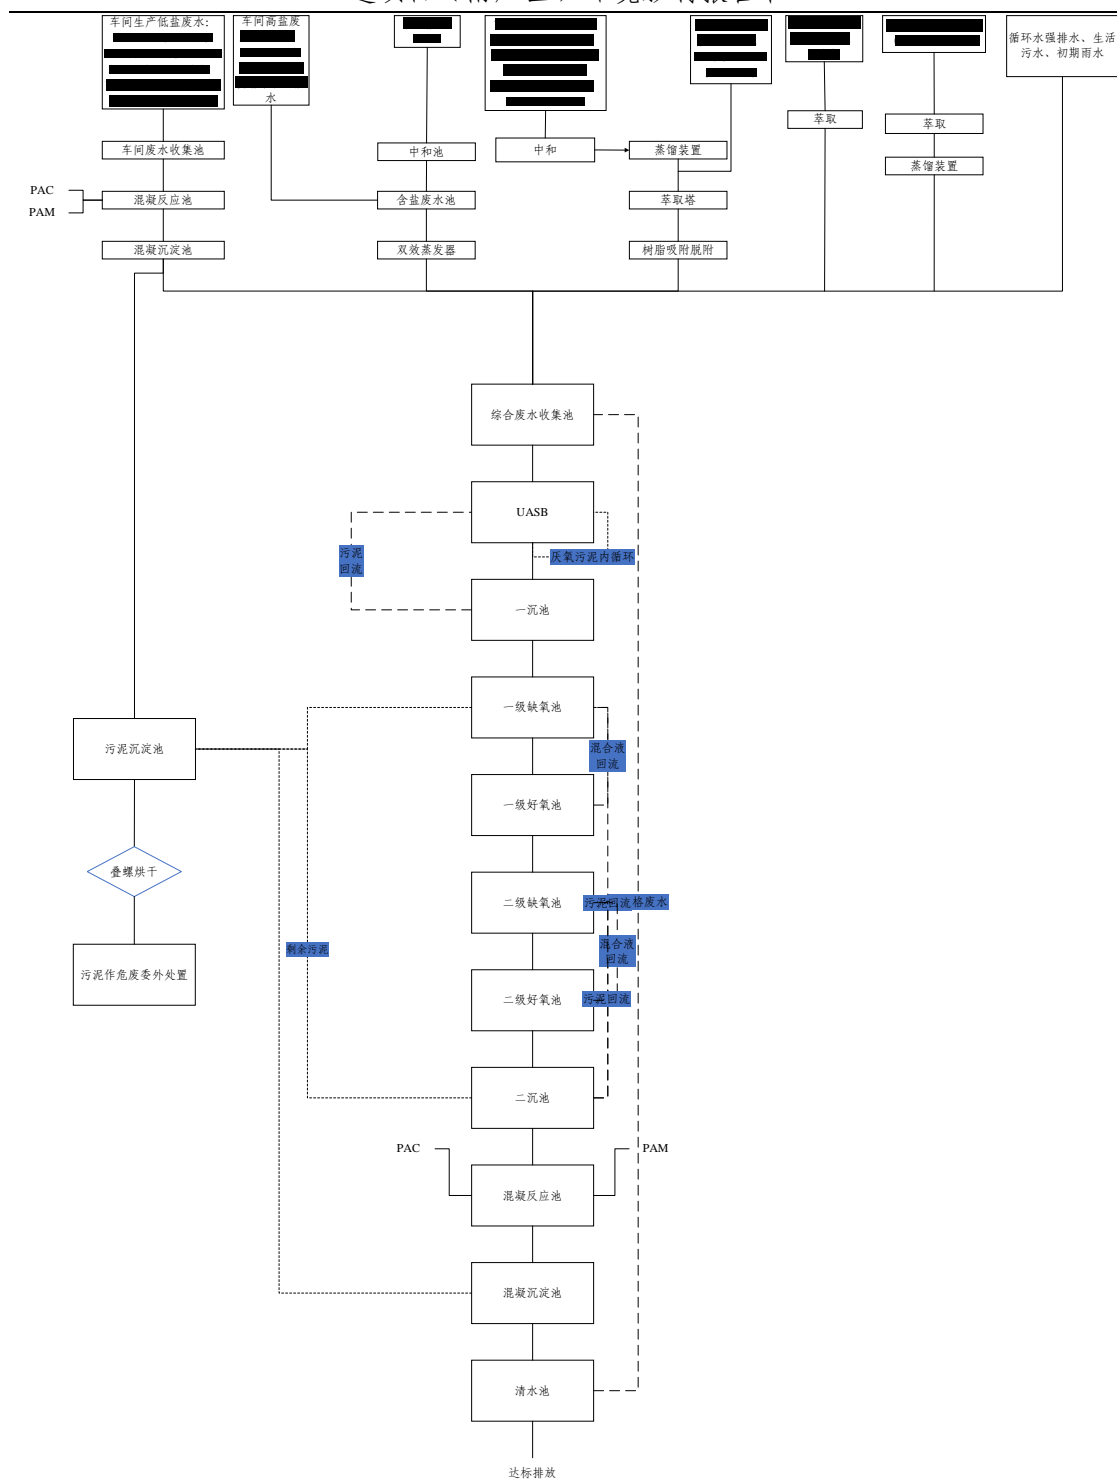 车间生产低盐废水:
车间高盐废
水
循环水强排水、生活
污水、初期雨水
萃取
萃取
车间废水收集池
中和池
中和
蒸馏装置
蒸馏装置
PAC
PAM
混凝反应池
含盐废水池
萃取塔
混凝沉淀池
双效蒸发器
树脂吸附脱附
综合废水收集池
UASB
污泥
回流
厌氧污泥内循环
一沉池
一级缺氧池
污泥沉淀池
混合液
回流
一级好氧池
叠螺烘干
二级缺氧池
污泥回流
格废水
剩余污泥
混合液
回流
污泥作危废委外处置
二级好氧池
污泥回流
二沉池
PAC
PAM
混凝反应池
混凝沉淀池
清水池
达标排放